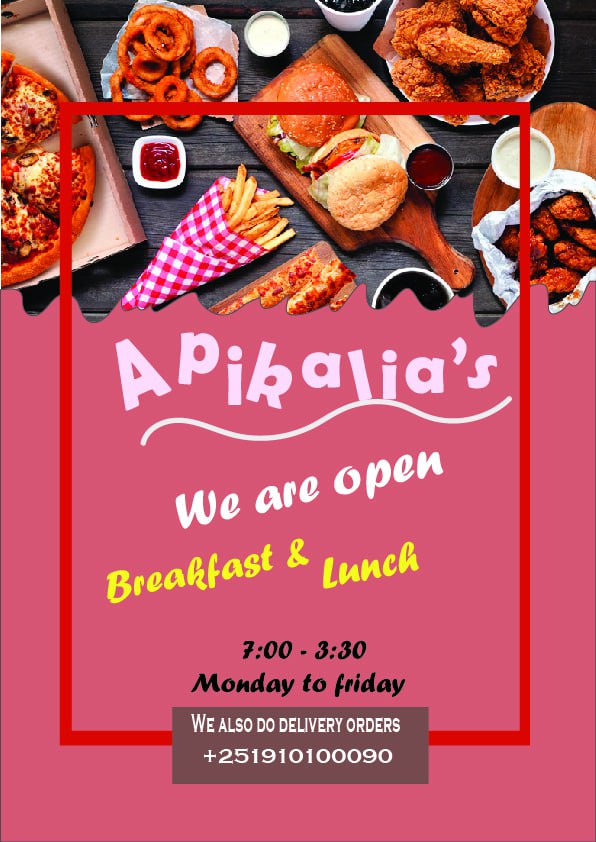 Apikalia's
We are open
Breakfast & Lunch
7:00 - 3:30
Monday to friday
We also do delivery orders
+251910100090